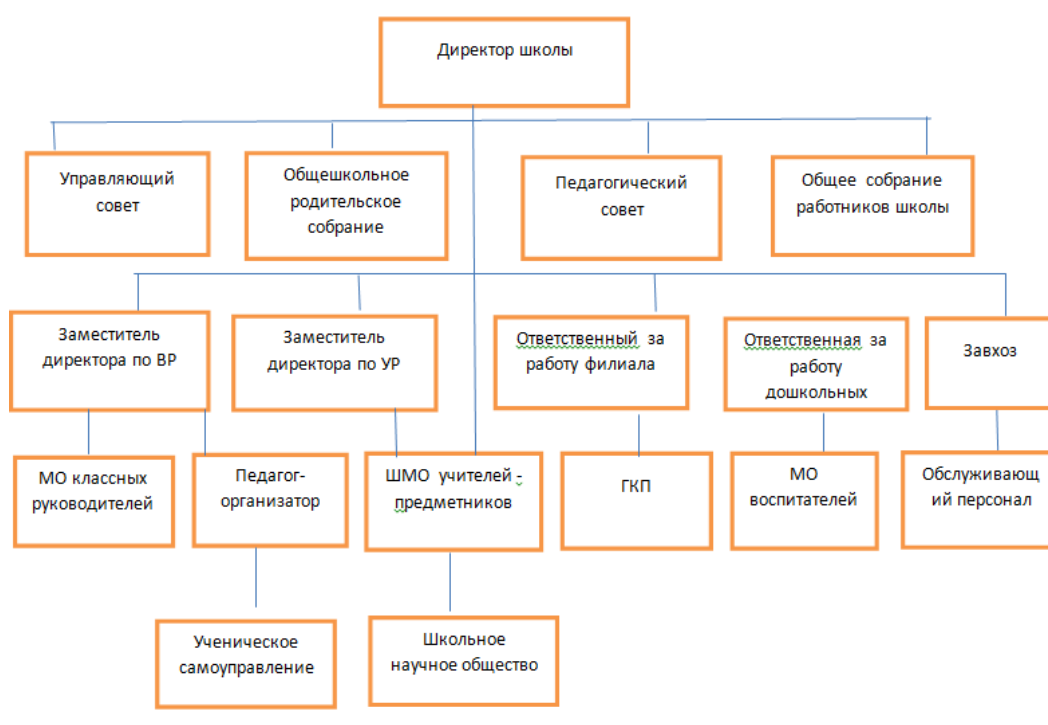 Директор школы
Управляющий
совет
Общешкольное
родительское
собрание
Педагогический
совет
Общее собрание
работников школы
Заместитель
директора по ВР
Заместитель
директора по УР
Ответственный за
работу филиала
Ответственная за
работу
дошкольных
Завхоз
МО классных
руководителей
Педагог-
организатор
ШМО учителей -
предметников
ГКП
МО
воспитателей
Обслуживающ
ий персонал
Ученическое
самоуправление
Школьное
научное общество